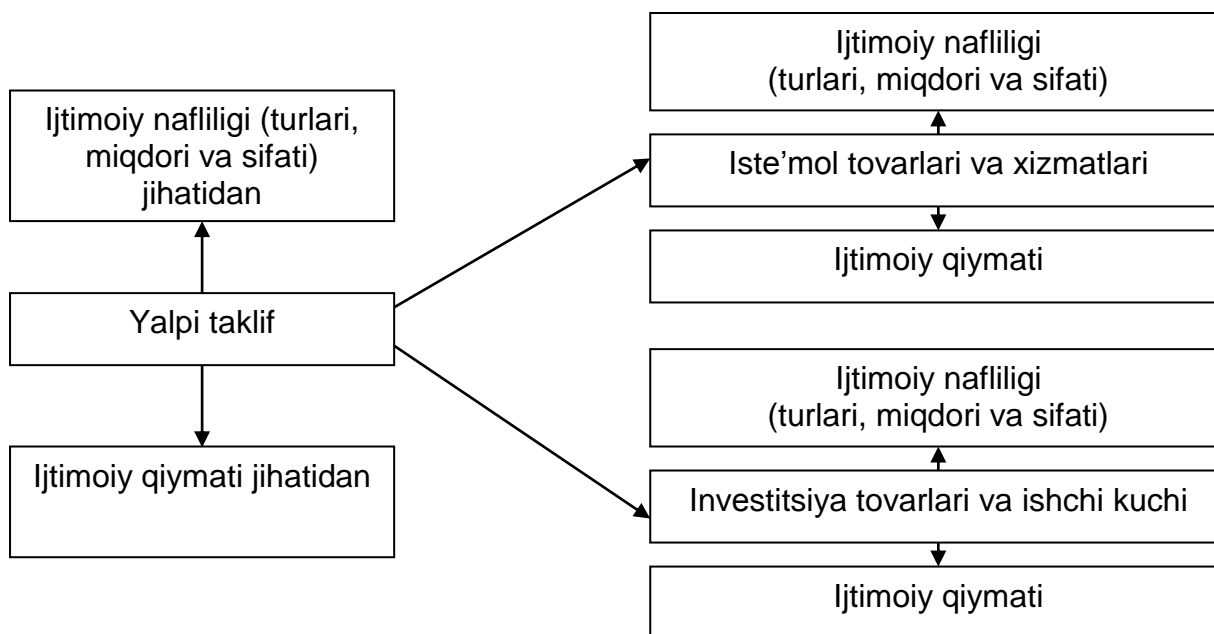 Ijtimoiy nafliligi (turlari,
miqdori va sifati)
jihatidan
Yalpi taklif
Ijtimoiy qiymati jihatidan
Ijtimoiy nafliligi
(turlari, miqdori va sifati)
Iste’mol tovarlari va xizmatlari
Ijtimoiy qiymati
Ijtimoiy nafliligi
(turlari, miqdori va sifati)
Investitsiya tovarlari va ishchi kuchi
Ijtimoiy qiymati